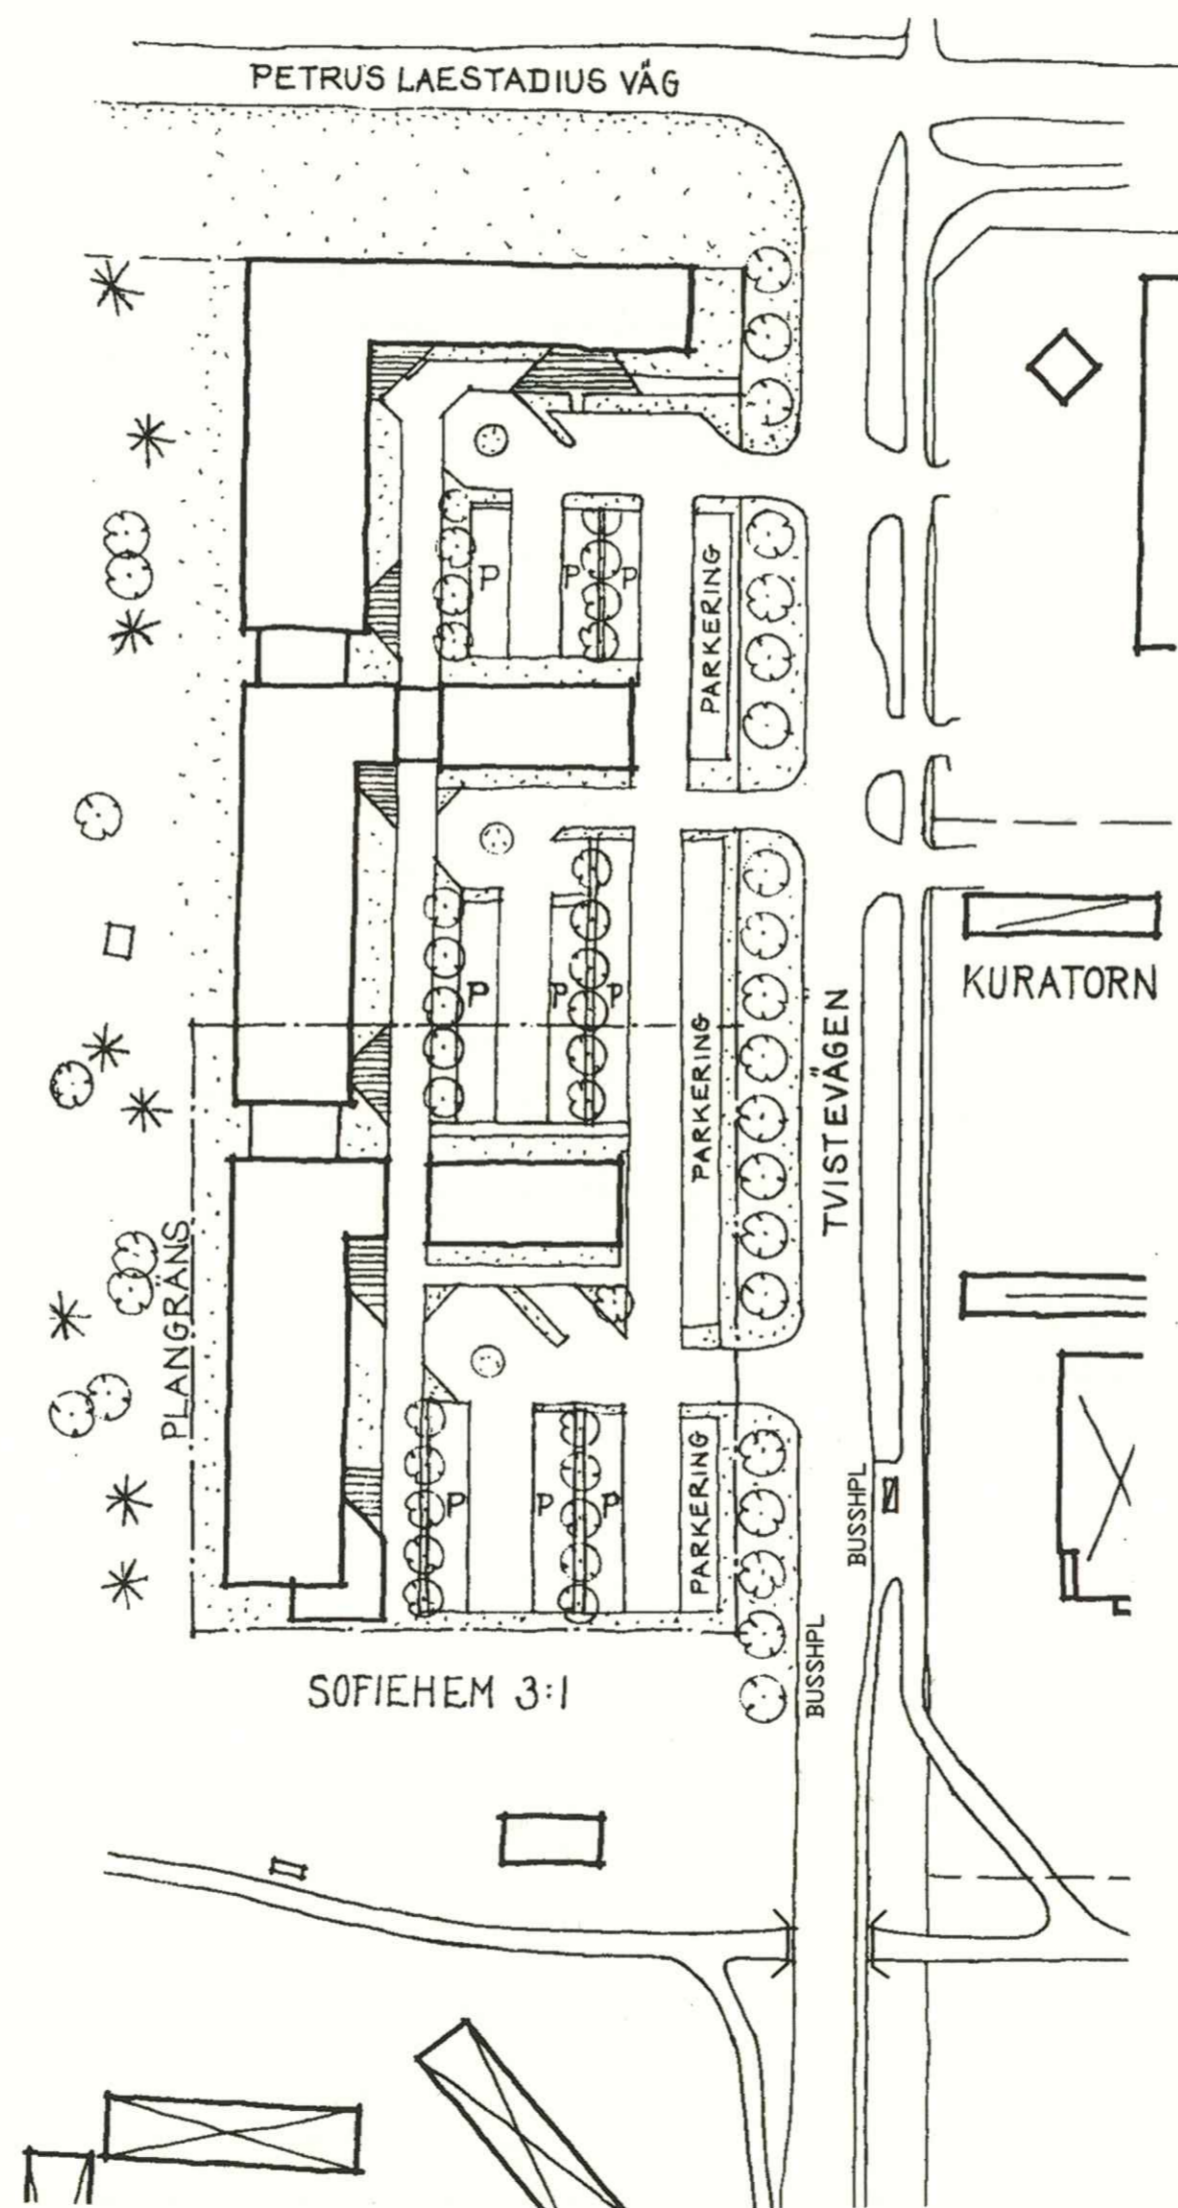 PETRUS LAESTADIUS VÄG
P
P
P
PARKERING
KURATORN
P
P
P
PARKERING
TVISTEVÄGEN
PLANGRÄNS
P
P
P
PARKERING
BUSSHPL
BUSSHPL
SOFIEHEM 3:1